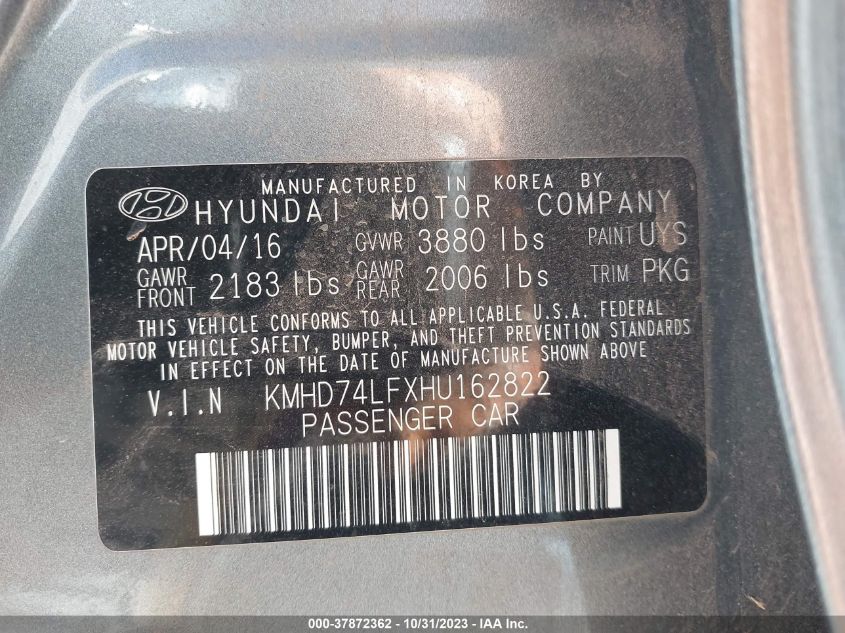 MANUFACTURED IN KOREA BY
HYUNDAI MOTOR COMPANY
APR/04/16 GVWR 3880 lbs PAINT UYS
GAWR FRONT 2183 lbs GAWR REAR 2006 lbs TRIM PKG
THIS VEHICLE CONFORMS TO ALL APPLICABLE U.S.A. FEDERAL
MOTOR VEHICLE SAFETY, BUMPER, AND THEFT PREVENTION STANDARDS
IN EFFECT ON THE DATE OF MANUFACTURE SHOWN ABOVE
V.I.N KMHD74LFXHU162822
PASSENGER CAR
000-37872362 - 10/31/2023 - IAA Inc.